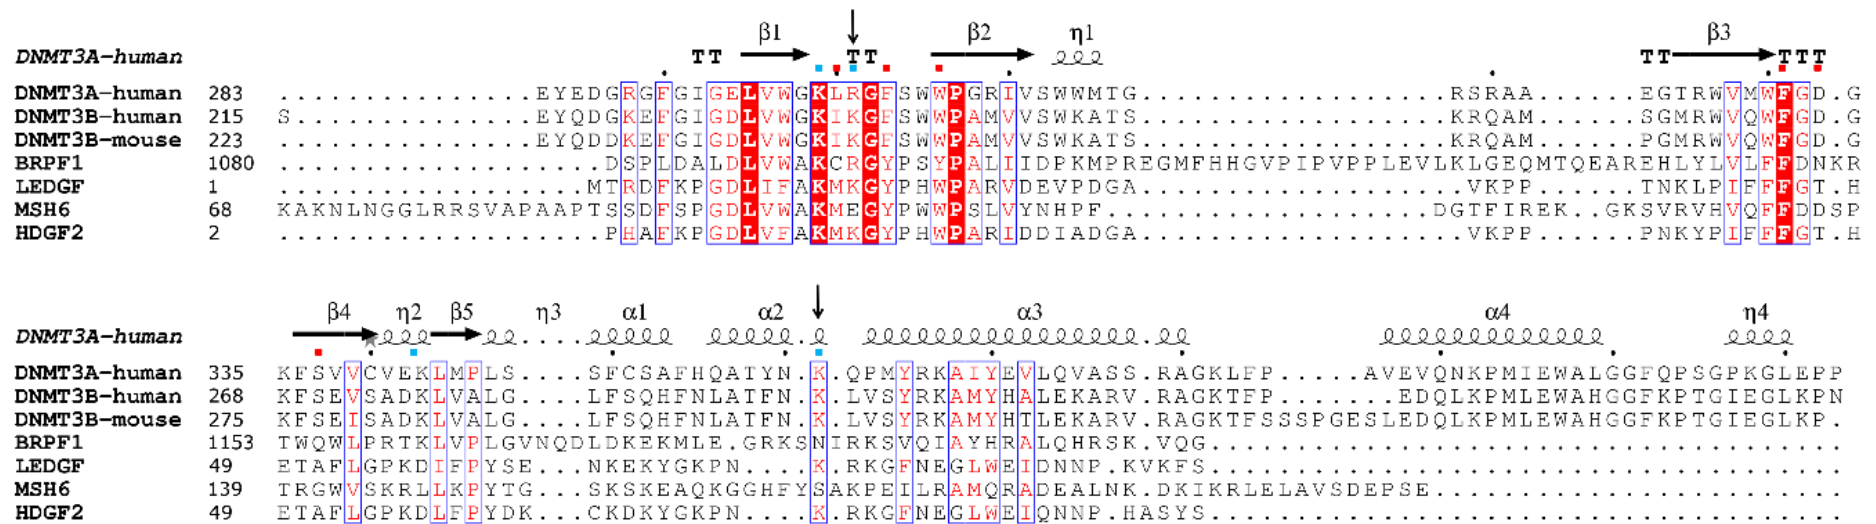 β1 β2 η1 β3
DNMT3A-human TT TT TT TTT
DNMT3A-human 283 ...............EYEDGRGFGIGELVWGKLRGFSWWPGRIVSWWMTG..................RSRAA......EGTRWVMWFGD.G
DNMT3B-human 215 S..............EYQDGKEFGIGDLVWGKIKGFSWWPAMVVSWKATS..................KRQAM......SGMRWVQWFGD.G
DNMT3B-mouse 223 ...............EYQDDKEFGIGDLVWGKIKGFSWWPAMVVSWKATS..................KRQAM......PGMRWVQWFGD.G
BRPF1 1080 ...................DSPLDALDLVWAKCRGYPSYPALIIDPKMPREGMFHHGVPIPVPPLEVLKLGEQMTQEAREHLYLVLFFDNKR
LEDGF 1 ..................MTRDFKPGDLIFAKMKGYPHWPARVDEVPDGA...................VKPP......TNKLPIFFFGT.H
MSH6 68 KAKNLNGGLRRSVAPAAPTSSDFSPGDLVWAKMEGYPWWPSLVYNHPF...................DGTFIREK..GKSVRVHVQFFDDSP
HDGF2 2 ...................PHAFKPGDLVFAKMKGYPHWPARIDDIADGA...................VKPP......PNKYPIFFFGT.H
β4 η2 β5 η3 α1 α2 α3 α4 η4
DNMT3A-human
DNMT3A-human 335 KFSVVCVEKLMPLS....SFCSAFHQATYN.K.QPMYRKAIYEVLQVASS.RAGKLFP.....AVEVQNKPMIEWALGGFQPSGPKGLEPP
DNMT3B-human 268 KFSEVSADKLVALG....LFSQHFNLATFN.K.LVSYRKAMYHALEKARV.RAGKTFP.......EDQLKPMLEWAHGGFKPTGIEGLKPN
DNMT3B-mouse 275 KFSEISADKLVALG....LFSQHFNLATFN.K.LVSYRKAMYHTLEKARV.RAGKTFSSSPGESLEDQLKPMLEWAHGGFKPTGIEGLKP.
BRPF1 1153 TWQWLPRTKLVPLGVNQDLDKEKMLE.GRKSNIRKSVQIAYHRALQHRSK.VQG.....................................
LEDGF 49 ETAFLGPKDIFPYSE...NKEKYGKPN....K.RKGFNEGLWEIDNNP.KVKFS.....................................
MSH6 139 TRGWVSKRLLKPYTG...SKSKEAQKGGHFYSAKPEILRAMQRADEALNK.DKIKRLELAVSDEPSE........................
HDGF2 49 ETAFLGPKDLFPYDK...CKDKYGKPN....K.RKGFNEGLWEIQNNP.HASYS.....................................